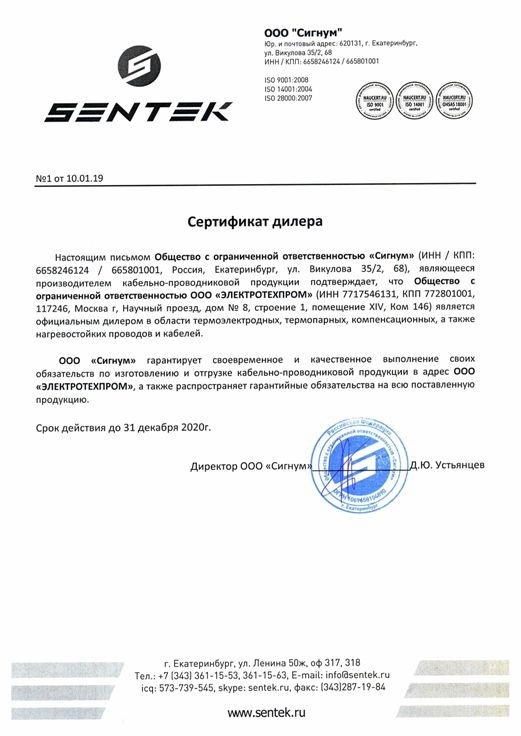 ООО "Сигнум"
Юр. и почтовый адрес: 620131, г. Екатеринбург,
ул. Викулова 35/2, 68
ИНН / КПП: 6658246124 / 665801001
ISO 9001:2008
ISO 14001:2004
ISO 28000:2007
NAUCERT.RU
ISO 9001
certified
NAUCERT.RU
ISO 14001
certified
NAUCERT.RU
OHSAS 18001
certified
SENTEK
№1 от 10.01.19
Сертификат дилера
Настоящим письмом Общество с ограниченной ответственностью «Сигнум» (ИНН / КПП:
6658246124 / 665801001, Россия, Екатеринбург, ул. Викулова 35/2, 68), являющееся
производителем кабельно-проводниковой продукции подтверждает, что Общество с
ограниченной ответственностью ООО «ЭЛЕКТРОТЕХПРОМ» (ИНН 7717546131, КПП 772801001,
117246, Москва г, Научный проезд, дом № 8, строение 1, помещение XIV, Ком 146) является
официальным дилером в области термоэлектродных, термопарных, компенсационных, а также
нагревостойких проводов и кабелей.
ООО «Сигнум» гарантирует своевременное и качественное выполнение своих
обязательств по изготовлению и отгрузке кабельно-проводниковой продукции в адрес ООО
«ЭЛЕКТРОТЕХПРОМ», а также распространяет гарантийные обязательства на всю поставленную
продукцию.
Срок действия до 31 декабря 2020г.
Директор ООО «Сигнум» Д.Ю. Устьянцев
Российская Федерация
Общество с ограниченной ответственностью «Сигнум»
г. Екатеринбург
г. Екатеринбург, ул. Ленина 50ж, оф 317, 318
Тел.: +7 (343) 361-15-53, 361-15-63, E-mail: info@sentek.ru
icq: 573-739-545, skype: sentek.ru, факс: (343)287-19-84
www.sentek.ru